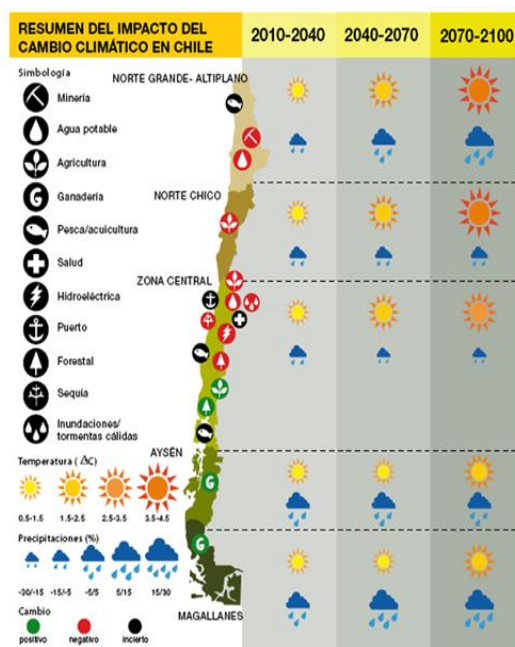 RESUMEN DEL IMPACTO DEL
CAMBIO CLIMÁTICO EN CHILE
2010-2040
2040-2070
2070-2100
Simbología
Minería
Agua potable
Agricultura
Ganadería
Pesca/acuicultura
Salud
Hidroeléctrica
Puerto
Forestal
Sequía
Inundaciones/
tormentas cálidas
NORTE GRANDE- ALTIPLANO
NORTE CHICO
ZONA CENTRAL
AYSÉN
MAGALLANES
Temperatura (ΔC)
0.5-1.5
1.5-2.5
2.5-3.5
3.5-4.5
Precipitaciones (%)
-30/-15
-15/-5
-5/5
5/15
15/30
Cambio
positivo
negativo
incierto
G
G
G